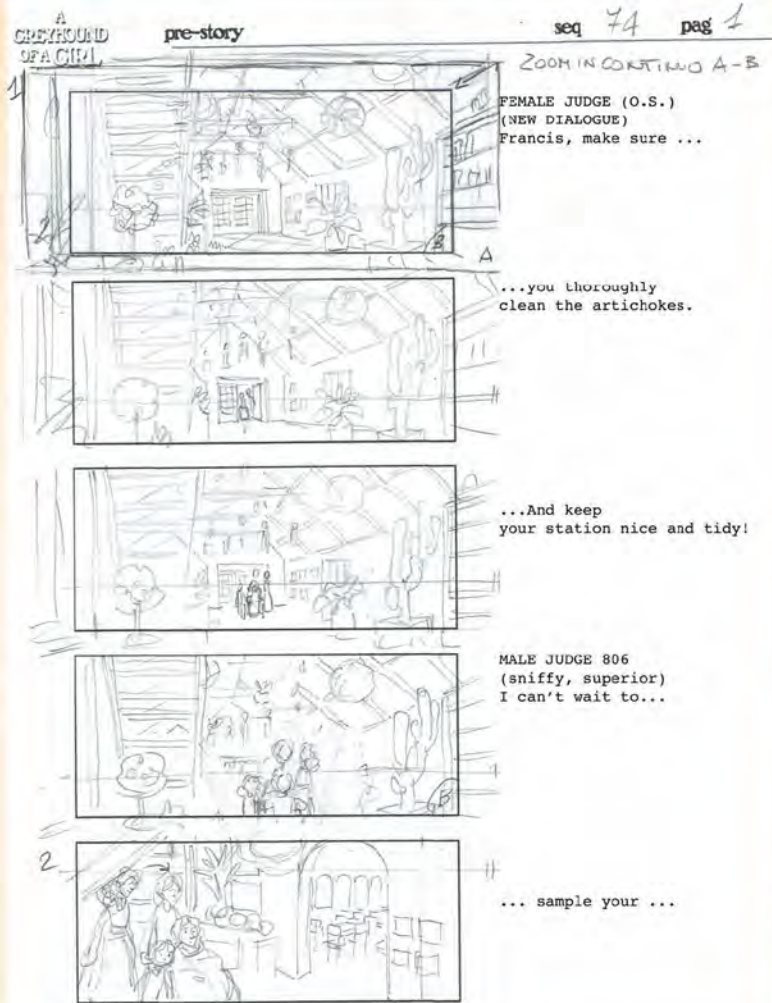 A
GREYHOUND
OF A GIRL
pre-story
seq 74 pag 1
ZOOM IN CONTINUO A-B
1
FEMALE JUDGE (O.S.)
(NEW DIALOGUE)
Francis, make sure ...
B
A
...you thoroughly
clean the artichokes.
...And keep
your station nice and tidy!
MALE JUDGE 806
(sniffy, superior)
I can't wait to...
B
2
... sample your ...